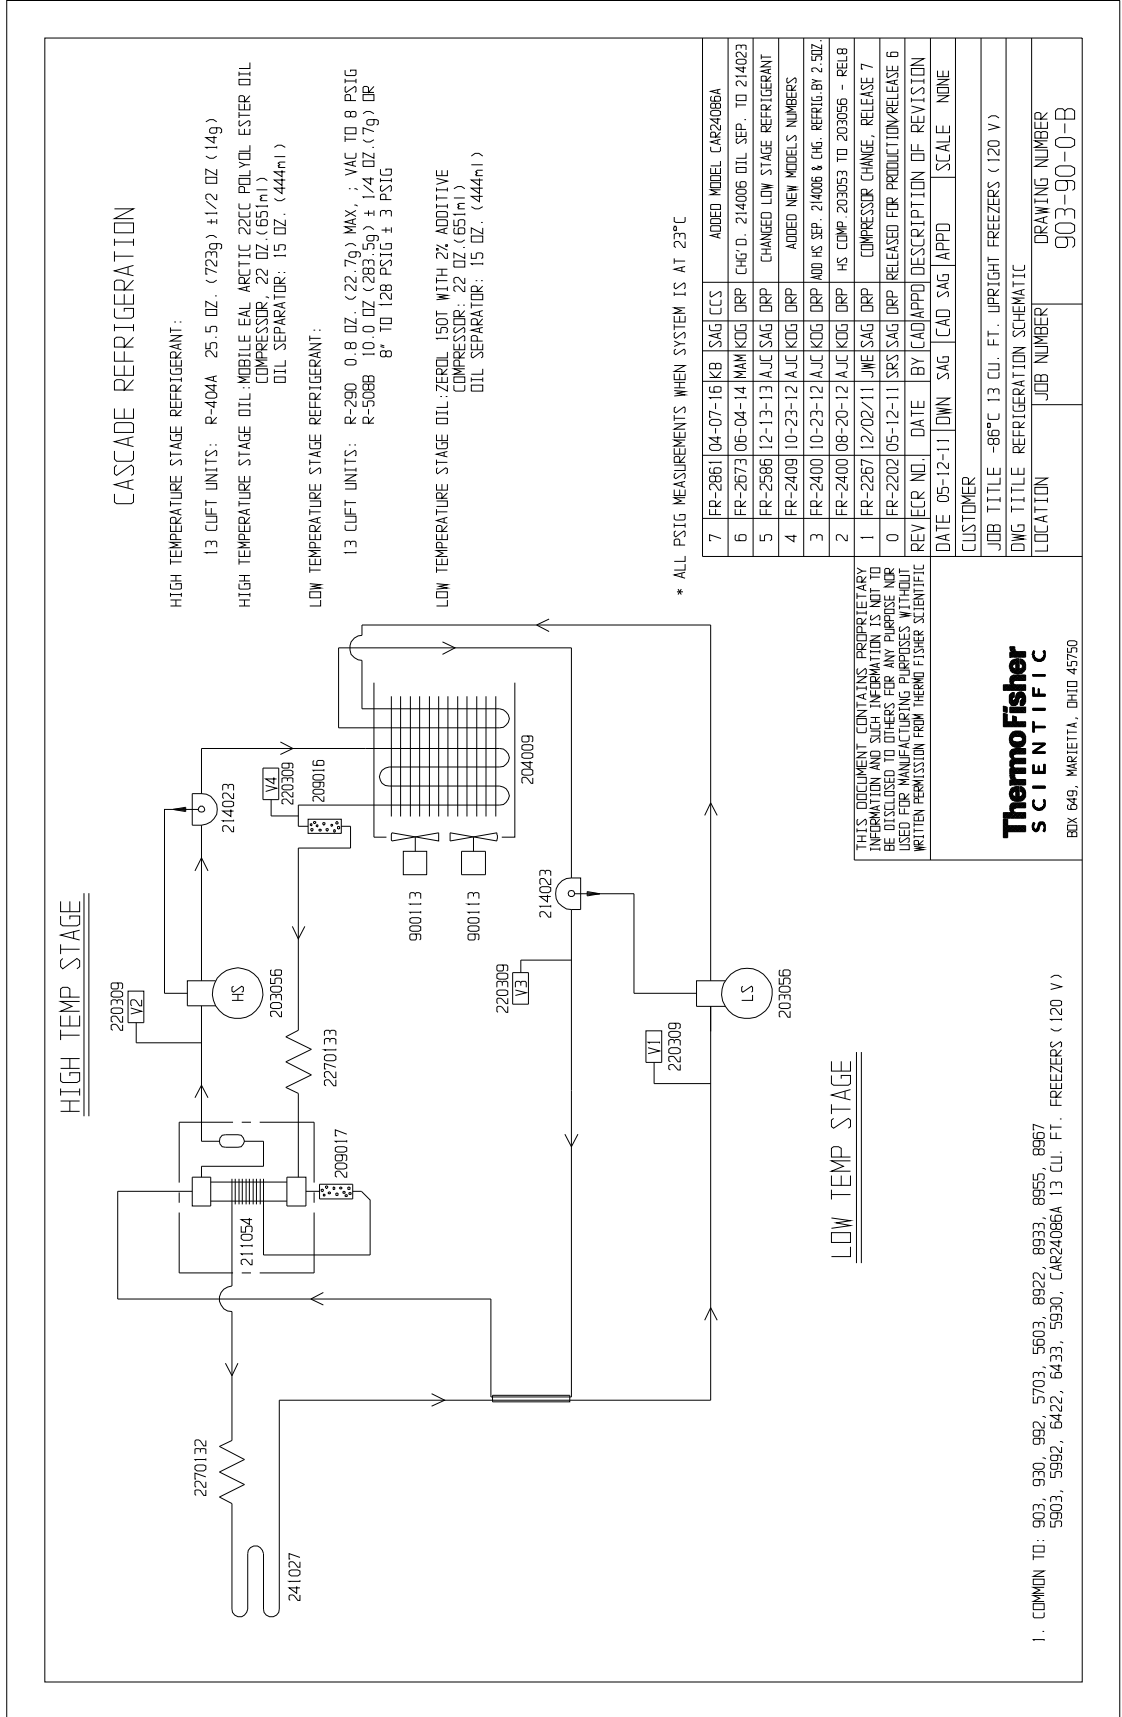 HIGH TEMP STAGE
CASCADE REFRIGERATION
HIGH TEMPERATURE STAGE REFRIGERANT:
13 CUFT UNITS: R-404A 25.5 OZ. (723g) ±1/2 OZ (14g)
HIGH TEMPERATURE STAGE OIL:MOBILE EAL ARCTIC 22CC POLYOL ESTER OIL
COMPRESSOR, 22 OZ.(651ml)
OIL SEPARATOR: 15 OZ. (444ml)
LOW TEMPERATURE STAGE REFRIGERANT:
13 CUFT UNITS: R-290 0.8 OZ. (22.7g) MAX, ; VAC TO 8 PSIG
R-508B 10.0 OZ (283.5g) ± 1/4 OZ.(7g) OR
8" TO 128 PSIG ± 3 PSIG
LOW TEMPERATURE STAGE OIL:ZEROL 150T WITH 2% ADDITIVE
COMPRESSOR: 22 OZ.(651ml)
OIL SEPARATOR: 15 OZ. (444ml)
* ALL PSIG MEASUREMENTS WHEN SYSTEM IS AT 23°C
220309
V2
HS
203056
214023
V4
220309
209016
204009
900113
900113
2270133
209017
211054
2270132
241027
214023
220309
V3
V1
220309
LS
203056
LOW TEMP STAGE
1. COMMON TO: 903, 930, 992, 5703, 5603, 8922, 8933, 8955, 8967
5903, 5992, 6422, 6433, 5930, CAR24086A 13 CU. FT. FREEZERS (120 V)
7 FR-2861 04-07-16 KB SAG CCS ADDED MODEL CAR24086A
6 FR-2673 06-04-14 MAM KDG DRP CHG'D. 214006 OIL SEP. TO 214023
5 FR-2586 12-13-13 AJC SAG DRP CHANGED LOW STAGE REFRIGERANT
4 FR-2409 10-23-12 AJC KDG DRP ADDED NEW MODELS NUMBERS
3 FR-2400 10-23-12 AJC KDG DRP ADD HS SEP. 214006 & CHG. REFRIG.BY 2.5OZ.
2 FR-2400 08-20-12 AJC KDG DRP HS COMP.203053 TO 203056 - REL8
1 FR-2267 12/02/11 JWE SAG DRP COMPRESSOR CHANGE, RELEASE 7
0 FR-2202 05-12-11 SRS SAG DRP RELEASED FOR PRODUCTION/RELEASE 6
REV ECR NO. DATE BY CAD APPD DESCRIPTION OF REVISION
DATE 05-12-11 DWN SAG CAD SAG APPD SCALE NONE
CUSTOMER
JOB TITLE -86°C 13 CU. FT. UPRIGHT FREEZERS (120 V)
DWG TITLE REFRIGERATION SCHEMATIC
LOCATION JOB NUMBER DRAWING NUMBER
903-90-0-B
THIS DOCUMENT CONTAINS PROPRIETARY
INFORMATION AND SUCH INFORMATION IS NOT TO
BE DISCLOSED TO OTHERS FOR ANY PURPOSE NOR
USED FOR MANUFACTURING PURPOSES WITHOUT
WRITTEN PERMISSION FROM THERMO FISHER SCIENTIFIC
ThermoFisher
SCIENTIFIC
BOX 649, MARIETTA, OHIO 45750